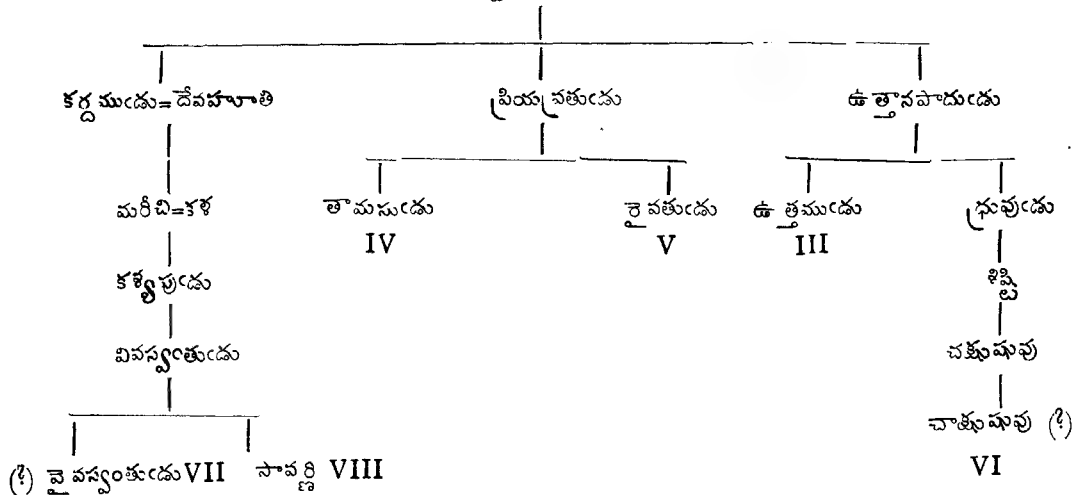 కర్దముఁడు=దేవహూతి ప్రియవ్రతుఁడు ఉత్తానపాదుఁడు
మరీచి=కళ తామసుఁడు రైవతుఁడు ఉత్తముఁడు ధ్రువుఁడు
IV V III
కశ్యపుఁడు శిష్టి
వివస్వంతుఁడు చక్షుషువు
చాక్షుషువు (?)
VI
(?) వైవస్వంతుఁడు VII సావర్ణి VIII